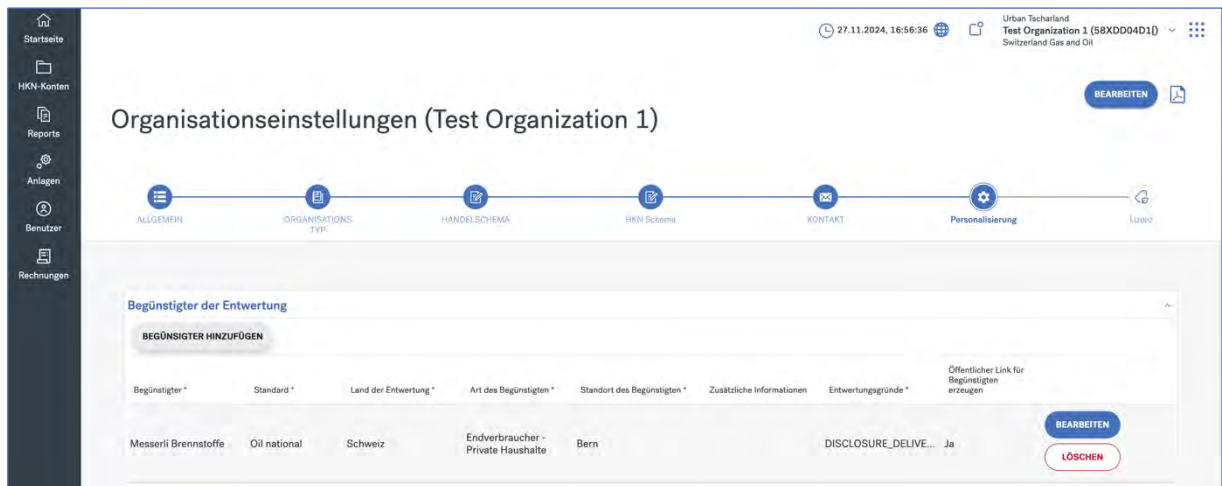 Startseite
HKN-Konten
Reports
Anlagen
Benutzer
Rechnungen
27.11.2024, 16:56:36
Urban Tscharland
Test Organization 1 (58XDD04D1[)
Switzerland Gas and Oil
BEARBEITEN
Organisationseinstellungen (Test Organization 1)
ALLGEMEIN
ORGANISATIONS-
TYP-
HANDELSCHEMA
HKN Schema
KONTAKT
Personalisierung
Lizenz
Begünstigter der Entwertung
BEGÜNSIGTER HINZUFÜGEN
Begünstigter *
Standard *
Land der Entwertung *
Art des Begünstigten *
Standort des Begünstigten *
Zusätzliche Informationen
Entwertungsgründe *
Öffentlicher Link für
Begünstigten
erzeugen
Messerli Brennstoffe
Oil national
Schweiz
Endverbraucher -
Private Haushalte
Bern
DISCLOSURE_DELIVE...
Ja
BEARBEITEN
LÖSCHEN